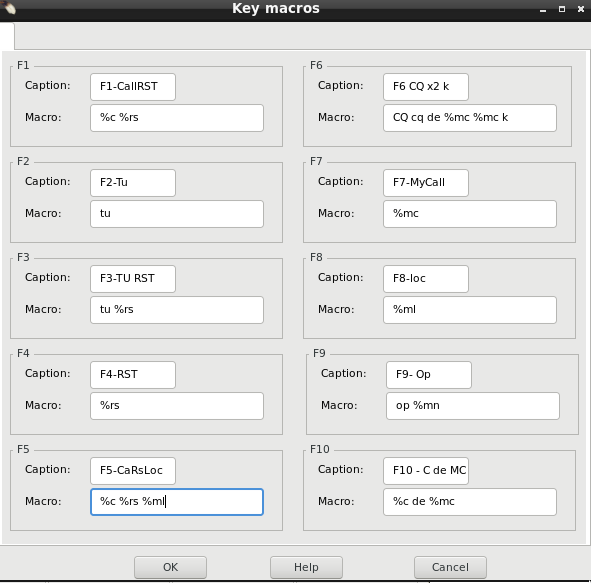 Key macros
F1
Caption: F1-CallRST
Macro: %c %rs
F2
Caption: F2-Tu
Macro: tu
F3
Caption: F3-TU RST
Macro: tu %rs
F4
Caption: F4-RST
Macro: %rs
F5
Caption: F5-CaRsLoc
Macro: %c %rs %ml
F6
Caption: F6 CQ x2 k
Macro: CQ cq de %mc %mc k
F7
Caption: F7-MyCall
Macro: %mc
F8
Caption: F8-loc
Macro: %ml
F9
Caption: F9- Op
Macro: op %mn
F10
Caption: F10 - C de MC
Macro: %c de %mc
OK Help Cancel